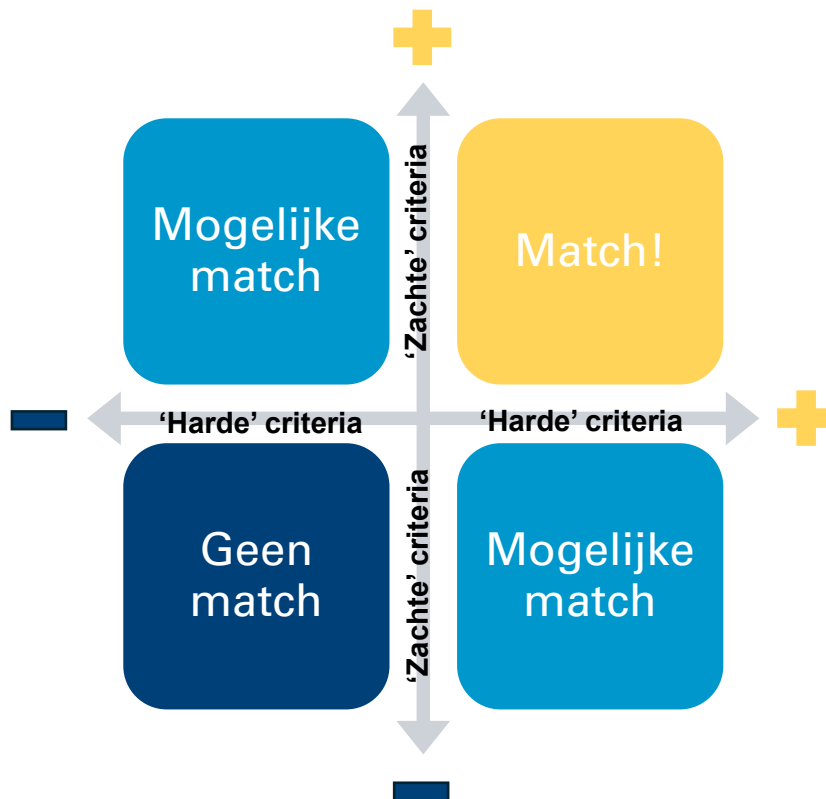 Mogelijke
match
‘Zachte’ criteria
Match!
‘Harde’ criteria
‘Harde’ criteria
Geen
match
‘Zachte’ criteria
Mogelijke
match